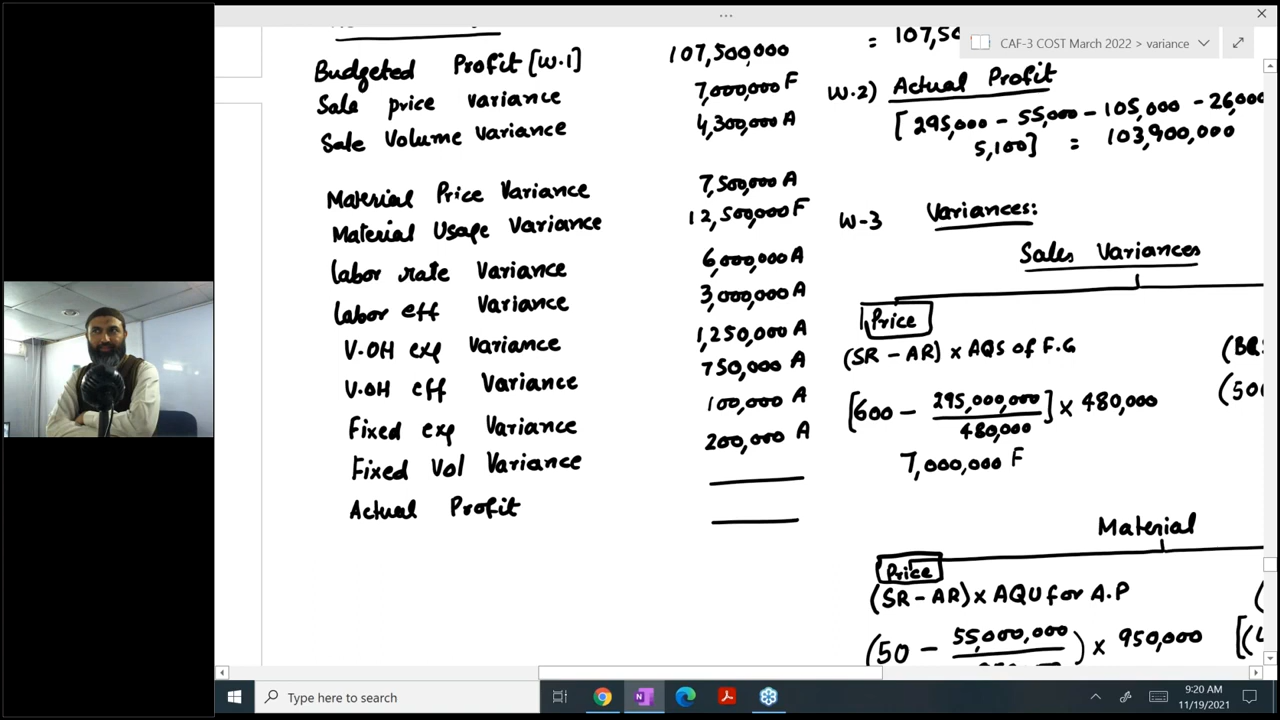 CAF-3 COST March 2022 > variance
Budgeted Profit [W.1] 107,500,000
Sale price variance 7,000,000 F
Sale Volume Variance 4,300,000 A
Material Price Variance 7,500,000 A
Material Usage Variance 12,500,000 F
labor rate Variance 6,000,000 A
labor eff Variance 3,000,000 A
V.OH exp Variance 1,250,000 A
V.OH eff Variance 750,000 A
Fixed exp Variance 100,000 A
Fixed Vol Variance 200,000 A
Actual Profit
= 107,50
W.2) Actual Profit
[295,000 - 55,000 - 105,000 - 26,000
5,100] = 103,900,000
W-3 Variances:
Sales Variances
Price
(SR - AR) x AQS of F.G
[600 - 295,000,000 / 480,000] x 480,000
7,000,000 F
Material
Price
(SR - AR) x AQU for A.P
(50 - 55,000,000) x 950,000
Type here to search
9:20 AM
11/19/2021